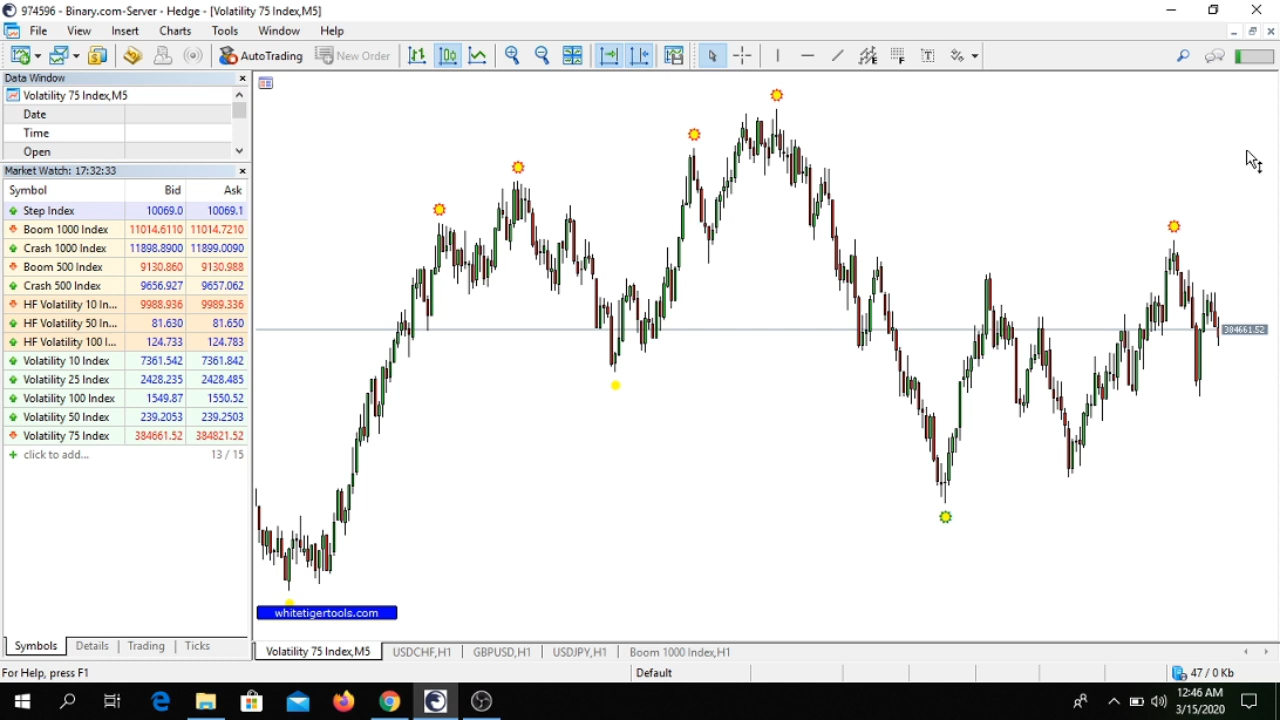 974596 - Binary.com-Server - Hedge - [Volatility 75 Index,M5]
File View Insert Charts Tools Window Help
AutoTrading New Order
Data Window
Volatility 75 Index,M5
Date
Time
Open
Market Watch: 17:32:33
Symbol Bid Ask
Step Index 10069.0 10069.1
Boom 1000 Index 11014.6110 11014.7210
Crash 1000 Index 11898.8900 11899.0090
Boom 500 Index 9130.860 9130.988
Crash 500 Index 9656.927 9657.062
HF Volatility 10 In... 9988.936 9989.336
HF Volatility 50 In... 81.630 81.650
HF Volatility 100 I... 124.733 124.783
Volatility 10 Index 7361.542 7361.842
Volatility 25 Index 2428.235 2428.485
Volatility 100 Index 1549.87 1550.52
Volatility 50 Index 239.2053 239.2503
Volatility 75 Index 384661.52 384821.52
click to add... 13 / 15
384661.52
whitetigertools.com
Symbols Details Trading Ticks
Volatility 75 Index,M5 USDCHF,H1 GBPUSD,H1 USDJPY,H1 Boom 1000 Index,H1
For Help, press F1 Default 47 / 0 Kb
12:46 AM
3/15/2020